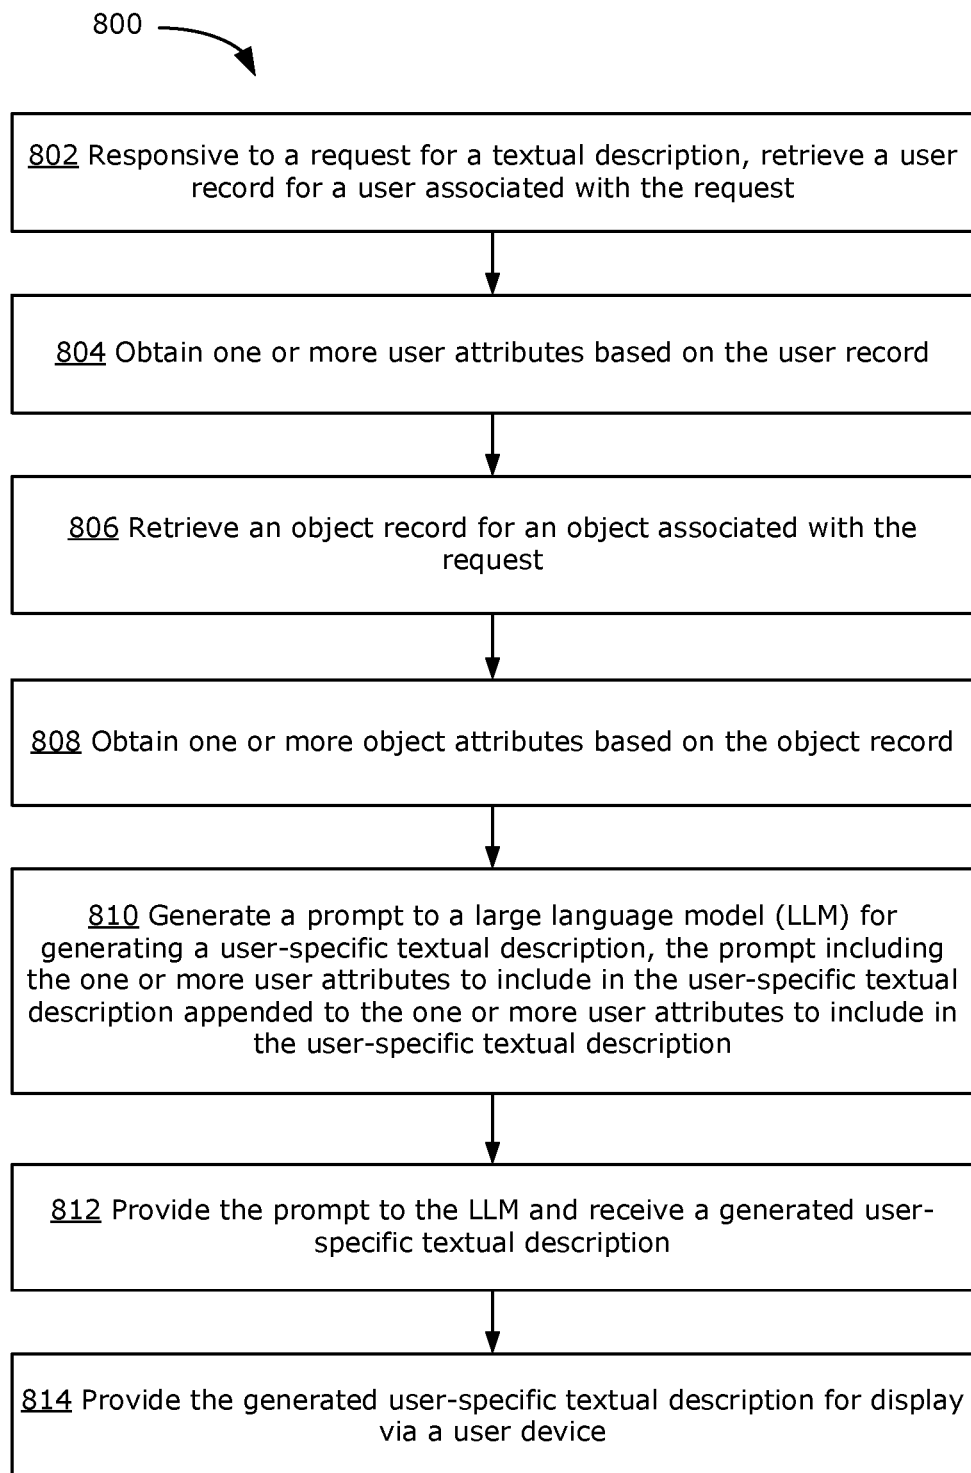 800
802 Responsive to a request for a textual description, retrieve a user
record for a user associated with the request
804 Obtain one or more user attributes based on the user record
806 Retrieve an object record for an object associated with the
request
808 Obtain one or more object attributes based on the object record
810 Generate a prompt to a large language model (LLM) for
generating a user-specific textual description, the prompt including
the one or more user attributes to include in the user-specific textual
description appended to the one or more user attributes to include in
the user-specific textual description
812 Provide the prompt to the LLM and receive a generated user-
specific textual description
814 Provide the generated user-specific textual description for display
via a user device